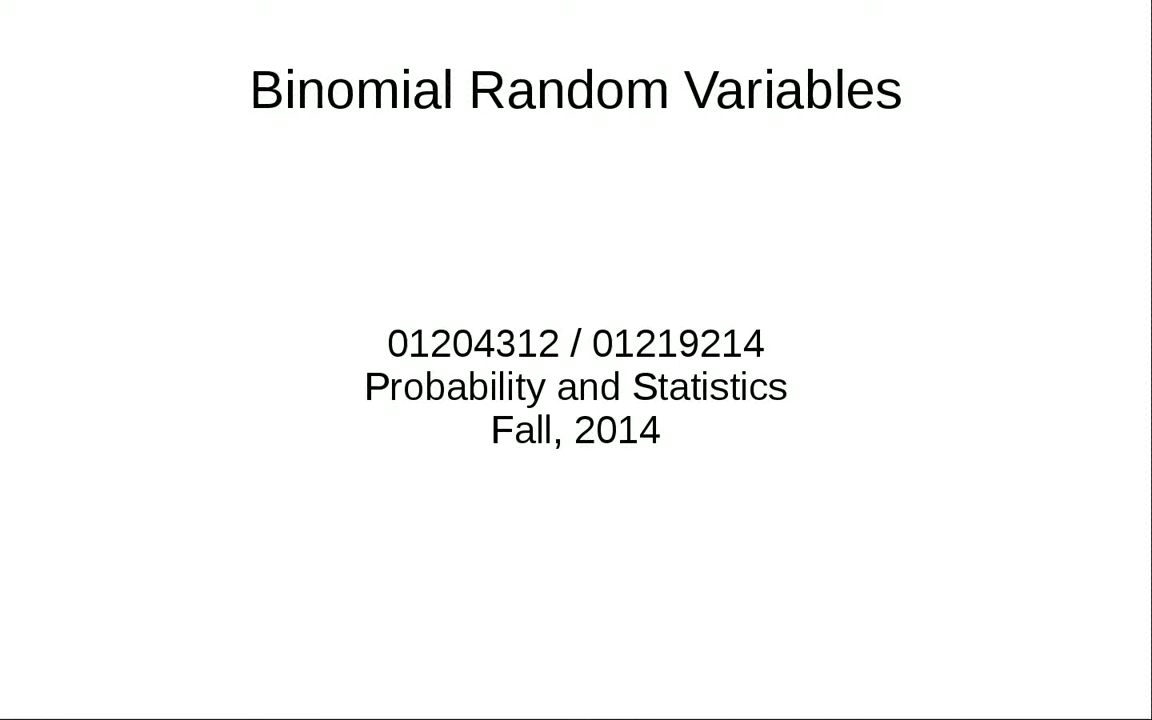 Binomial Random Variables
01204312 / 01219214
Probability and Statistics
Fall, 2014